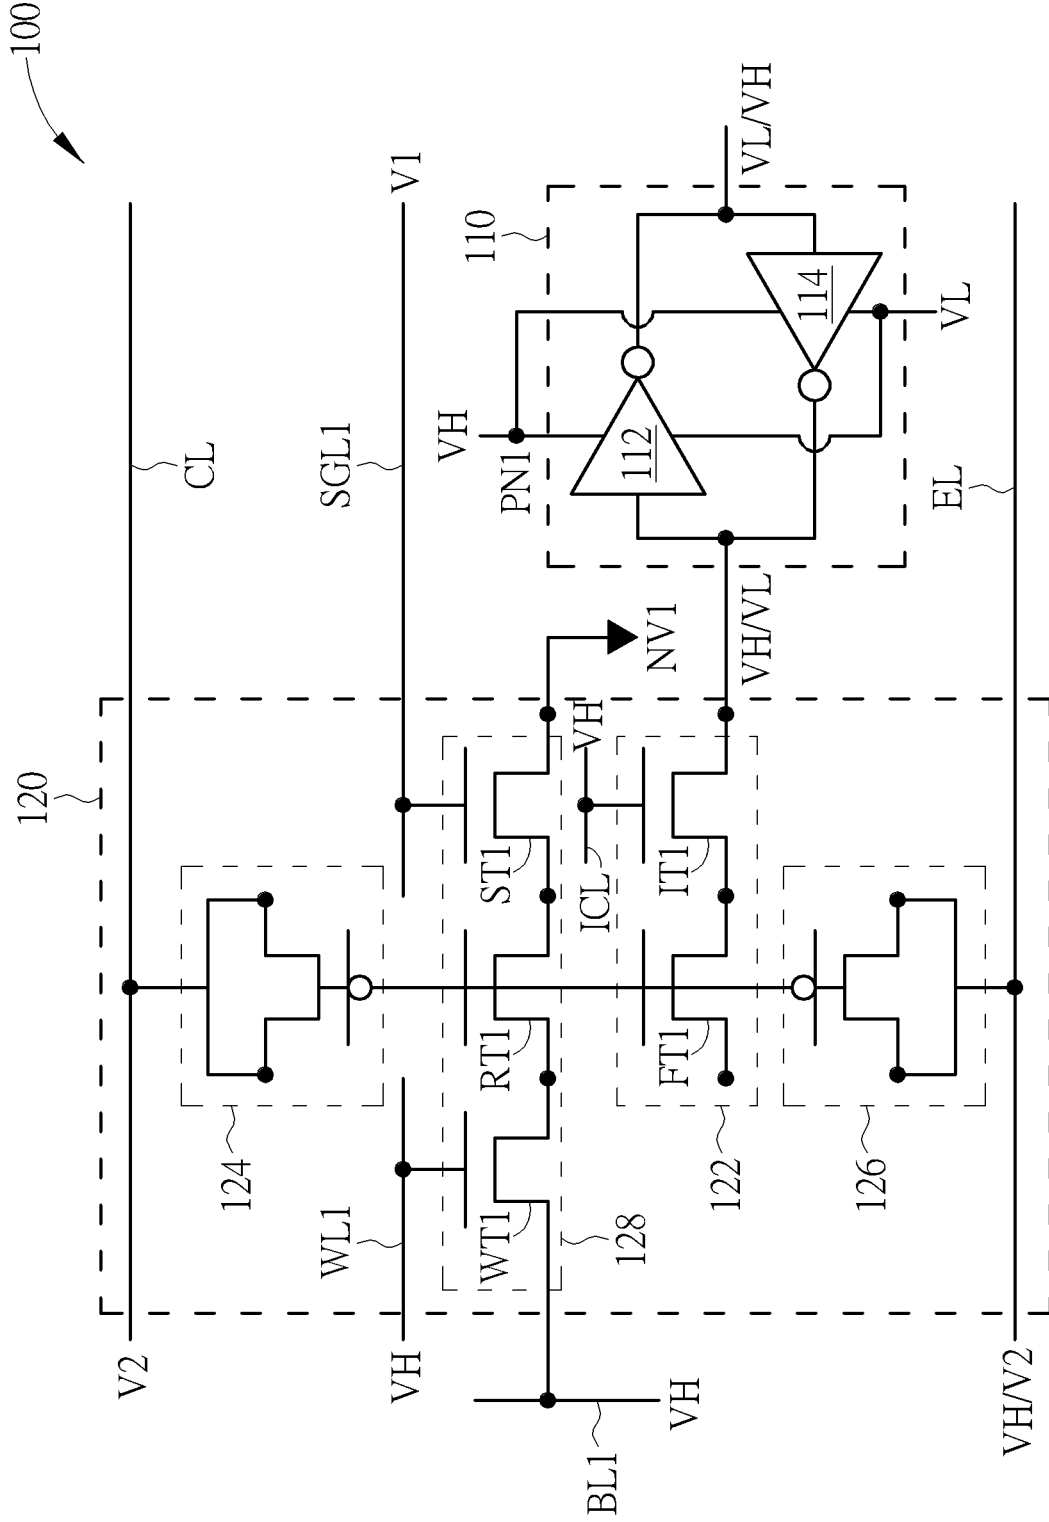 100
120
V2
CL
124
WL1
VH
SGL1
V1
WT1
RT1
ST1
128
NV1
BL1
VH
ICL
VH
FT1
IT1
122
VH/VL
126
VH/V2
EL
110
VH
PN1
112
114
VL/VH
VL